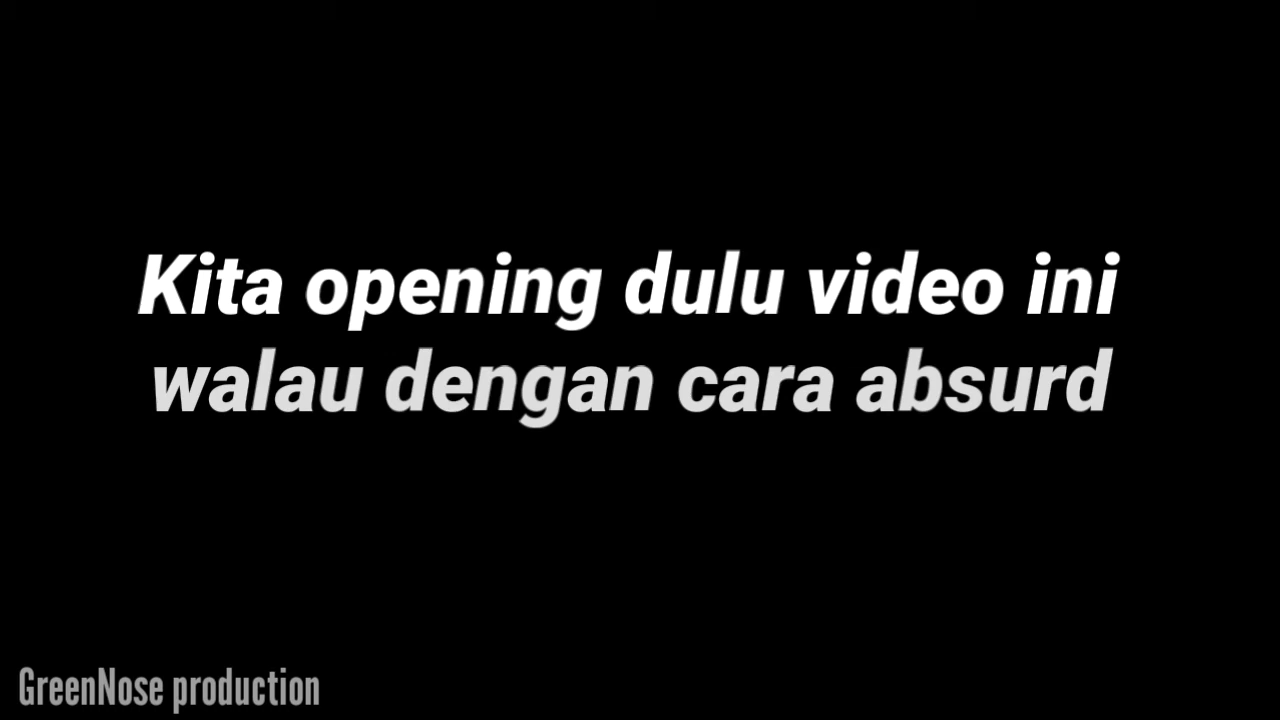 Kita opening dulu video ini
walau dengan cara absurd
GreenNose production